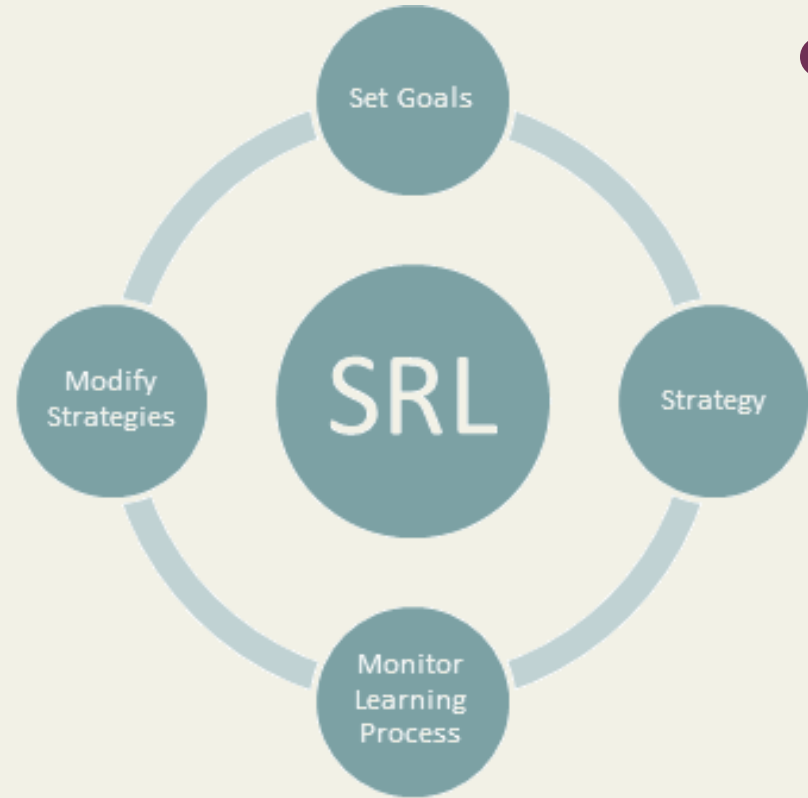 Set Goals
SRL
Modify
Strategies
Strategy
Monitor
Learning
Process